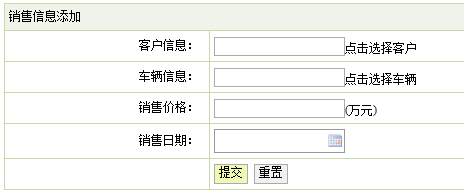 销售信息添加
客户信息： 点击选择客户
车辆信息： 点击选择车辆
销售价格： (万元)
销售日期：
提交 重置